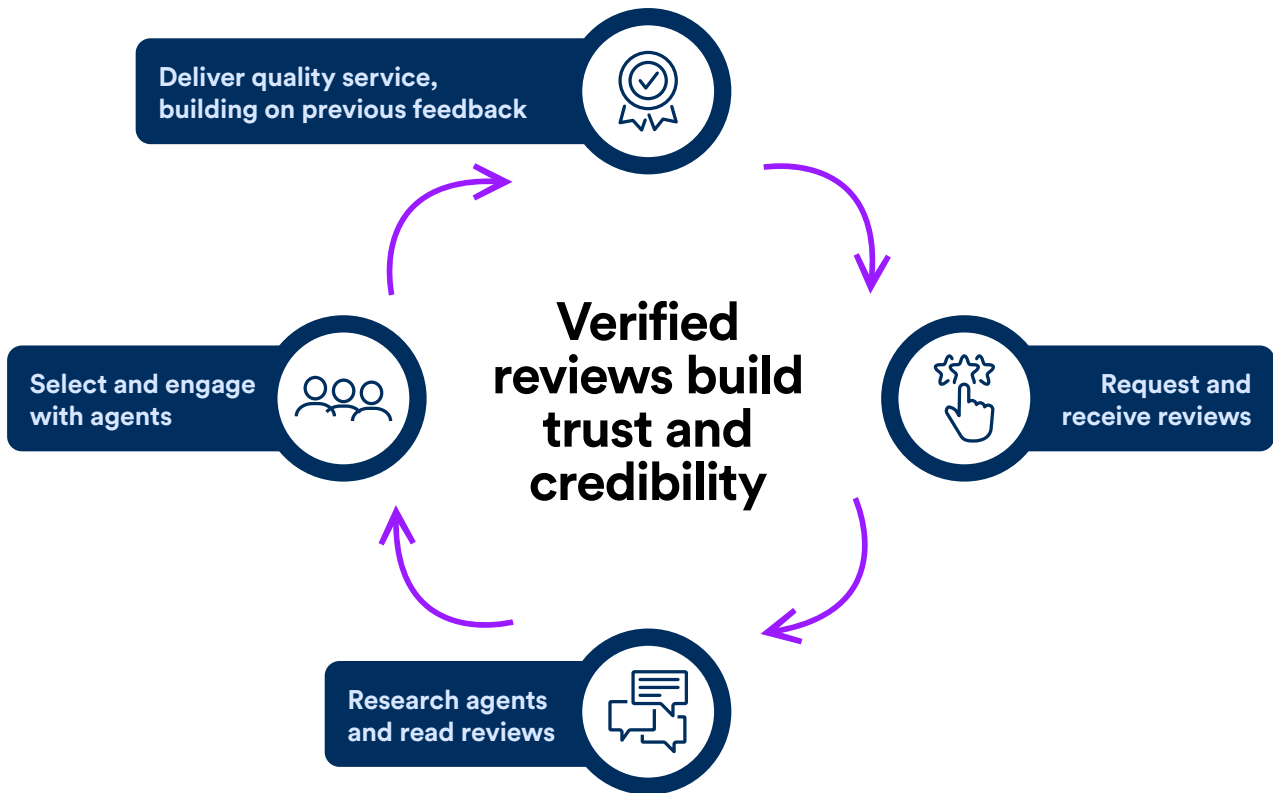 Deliver quality service,
building on previous feedback
Verified
reviews build
trust and
credibility
Select and engage
with agents
Request and
receive reviews
Research agents
and read reviews